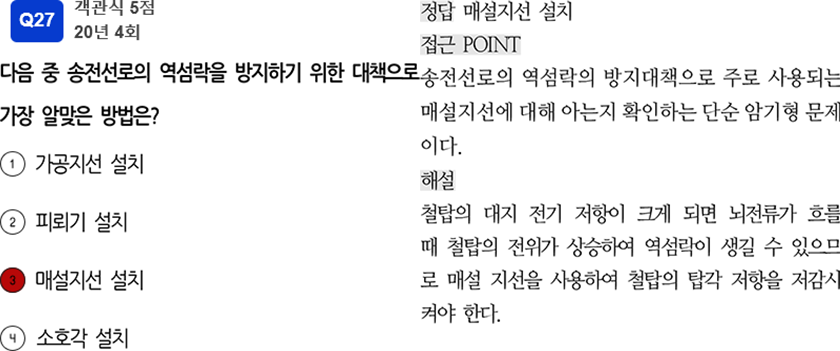 Q27
객관식 5점
20년 4회
다음 중 송전선로의 역섬락을 방지하기 위한 대책으로
가장 알맞은 방법은?
1 가공지선 설치
2 피뢰기 설치
3 매설지선 설치
4 소호각 설치
정답 매설지선 설치
접근 POINT
송전선로의 역섬락의 방지대책으로 주로 사용되는
매설지선에 대해 아는지 확인하는 단순 암기형 문제
이다.
해설
철탑의 대지 전기 저항이 크게 되면 뇌전류가 흐를
때 철탑의 전위가 상승하여 역섬락이 생길 수 있으므
로 매설 지선을 사용하여 철탑의 탑각 저항을 저감시
켜야 한다.